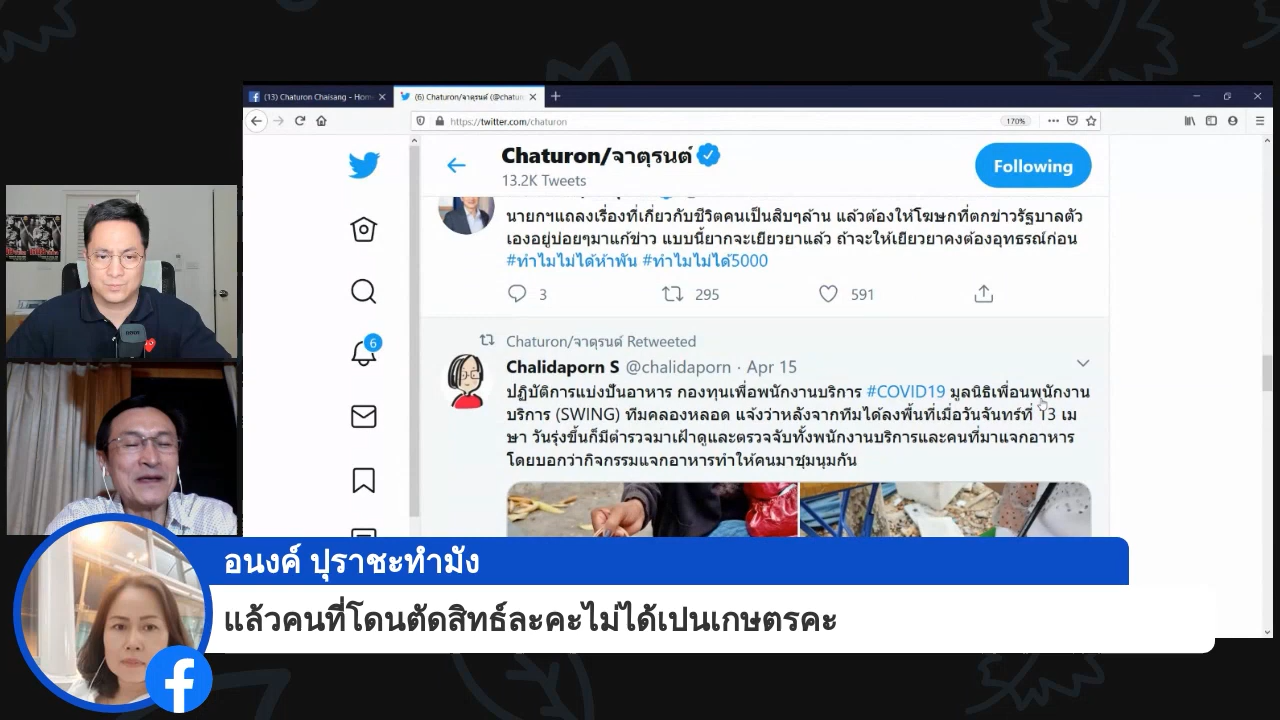 (13) Chaturon Chaisang - Hom
(6) Chaturon/จาตุรนต์ (@chatun
https://twitter.com/chaturon
170%
Chaturon/จาตุรนต์
13.2K Tweets
Following
นายกฯแถลงเรื่องที่เกี่ยวกับชีวิตคนเป็นสิบๆล้าน แล้วต้องให้โฆษกที่ตกข่าวรัฐบาลตัว
เองอยู่บ่อยๆมาแก้ข่าว แบบนี้ยากจะเยียวยาแล้ว ถ้าจะให้เยียวยาคงต้องอุทธรณ์ก่อน
#ทำไมไม่ได้ห้าพัน #ทำไมไม่ได้5000
3 295 591
Chaturon/จาตุรนต์ Retweeted
Chalidaporn S @chalidaporn · Apr 15
6
ปฏิบัติการแบ่งปันอาหาร กองทุนเพื่อพนักงานบริการ #COVID19 มูลนิธิเพื่อนพนักงาน
บริการ (SWING) ทีมคลองหลอด แจ้งว่าหลังจากทีมได้ลงพื้นที่เมื่อวันจันทร์ที่ 13 เม
ษา วันรุ่งขึ้นก็มีตำรวจมาเฝ้าดูและตรวจจับทั้งพนักงานบริการและคนที่มาแจกอาหาร
โดยบอกว่ากิจกรรมแจกอาหารทำให้คนมาชุมนุมกัน
อนงค์ ปุราชะทำมัง
แล้วคนที่โดนตัดสิทธ์ละคะไม่ได้เปนเกษตรคะ